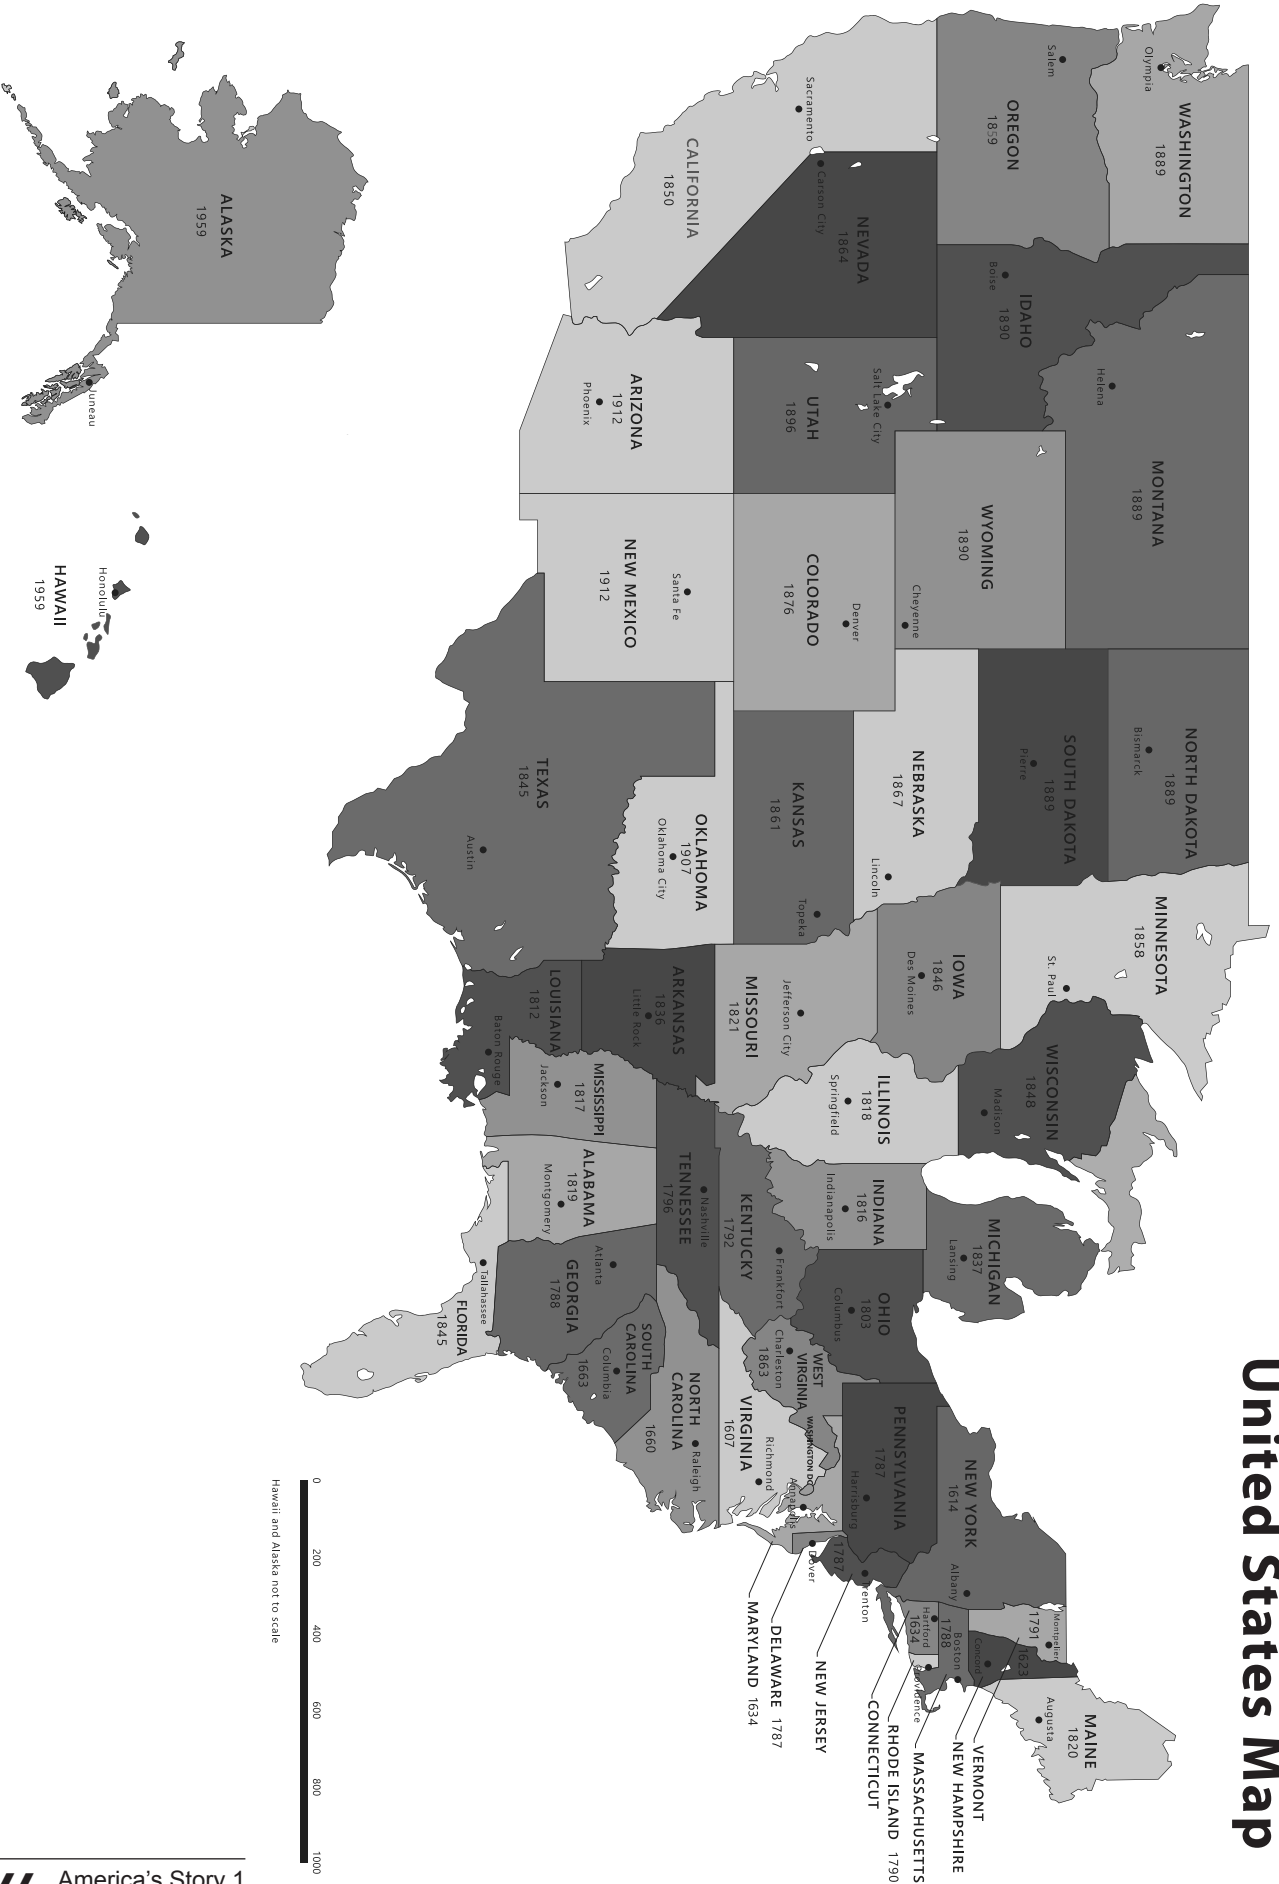 United States Map
WASHINGTON
1889
Olympia
OREGON
1859
Salem
CALIFORNIA
1850
Sacramento
NEVADA
1864
Carson City
IDAHO
1890
Boise
MONTANA
1889
Helena
WYOMING
1890
Cheyenne
UTAH
1896
Salt Lake City
ARIZONA
1912
Phoenix
COLORADO
1876
Denver
NEW MEXICO
1912
Santa Fe
NORTH DAKOTA
1889
Bismarck
SOUTH DAKOTA
1889
Pierre
NEBRASKA
1867
Lincoln
KANSAS
1861
Topeka
OKLAHOMA
1907
Oklahoma City
TEXAS
1845
Austin
MINNESOTA
1858
St. Paul
IOWA
1846
Des Moines
MISSOURI
1821
Jefferson City
ARKANSAS
1836
Little Rock
LOUISIANA
1812
Baton Rouge
WISCONSIN
1848
Madison
ILLINOIS
1818
Springfield
MICHIGAN
1837
Lansing
INDIANA
1816
Indianapolis
OHIO
1803
Columbus
KENTUCKY
1792
Frankfort
TENNESSEE
1796
Nashville
MISSISSIPPI
1817
Jackson
ALABAMA
1819
Montgomery
GEORGIA
1788
Atlanta
FLORIDA
1845
Tallahassee
SOUTH
CAROLINA
Columbia
1663
NORTH
CAROLINA
1660
Raleigh
VIRGINIA
1607
Richmond
WEST
VIRGINIA
Charleston
1863
WASHINGTON DC
Annapolis
PENNSYLVANIA
1787
Harrisburg
NEW YORK
1614
Albany
MAINE
1820
Augusta
Montpelier
1791
1623
Concord
Boston
1788
Hartford
1634
Providence
Trenton
1787
Dover
VERMONT
NEW HAMPSHIRE
MASSACHUSETTS
RHODE ISLAND 1790
CONNECTICUT
NEW JERSEY
DELAWARE 1787
MARYLAND 1634
ALASKA
1959
Juneau
HAWAII
1959
Honolulu
0 200 400 600 800 1000
Hawaii and Alaska not to scale
America's Story 1